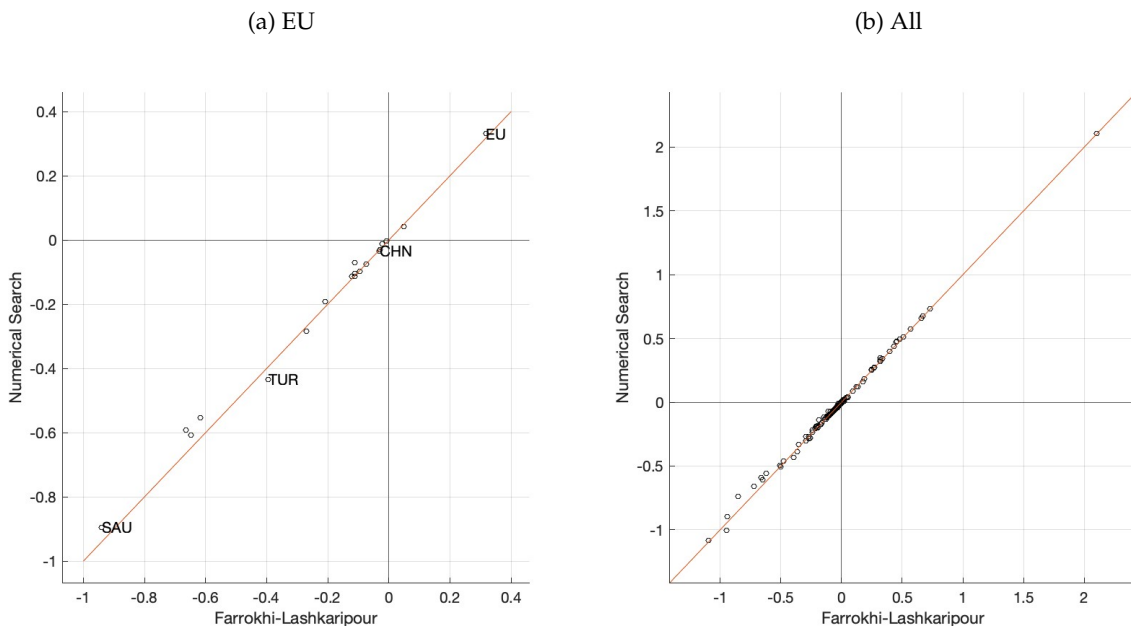 (a) EU
0.4
0.2
0
-0.2
-0.4
-0.6
-0.8
-1
Numerical Search
EU
CHN
TUR
SAU
-1 -0.8 -0.6 -0.4 -0.2 0 0.2 0.4
Farrokhi-Lashkaripour
(b) All
2
1.5
1
0.5
0
-0.5
-1
Numerical Search
-1 -0.5 0 0.5 1 1.5 2
Farrokhi-Lashkaripour